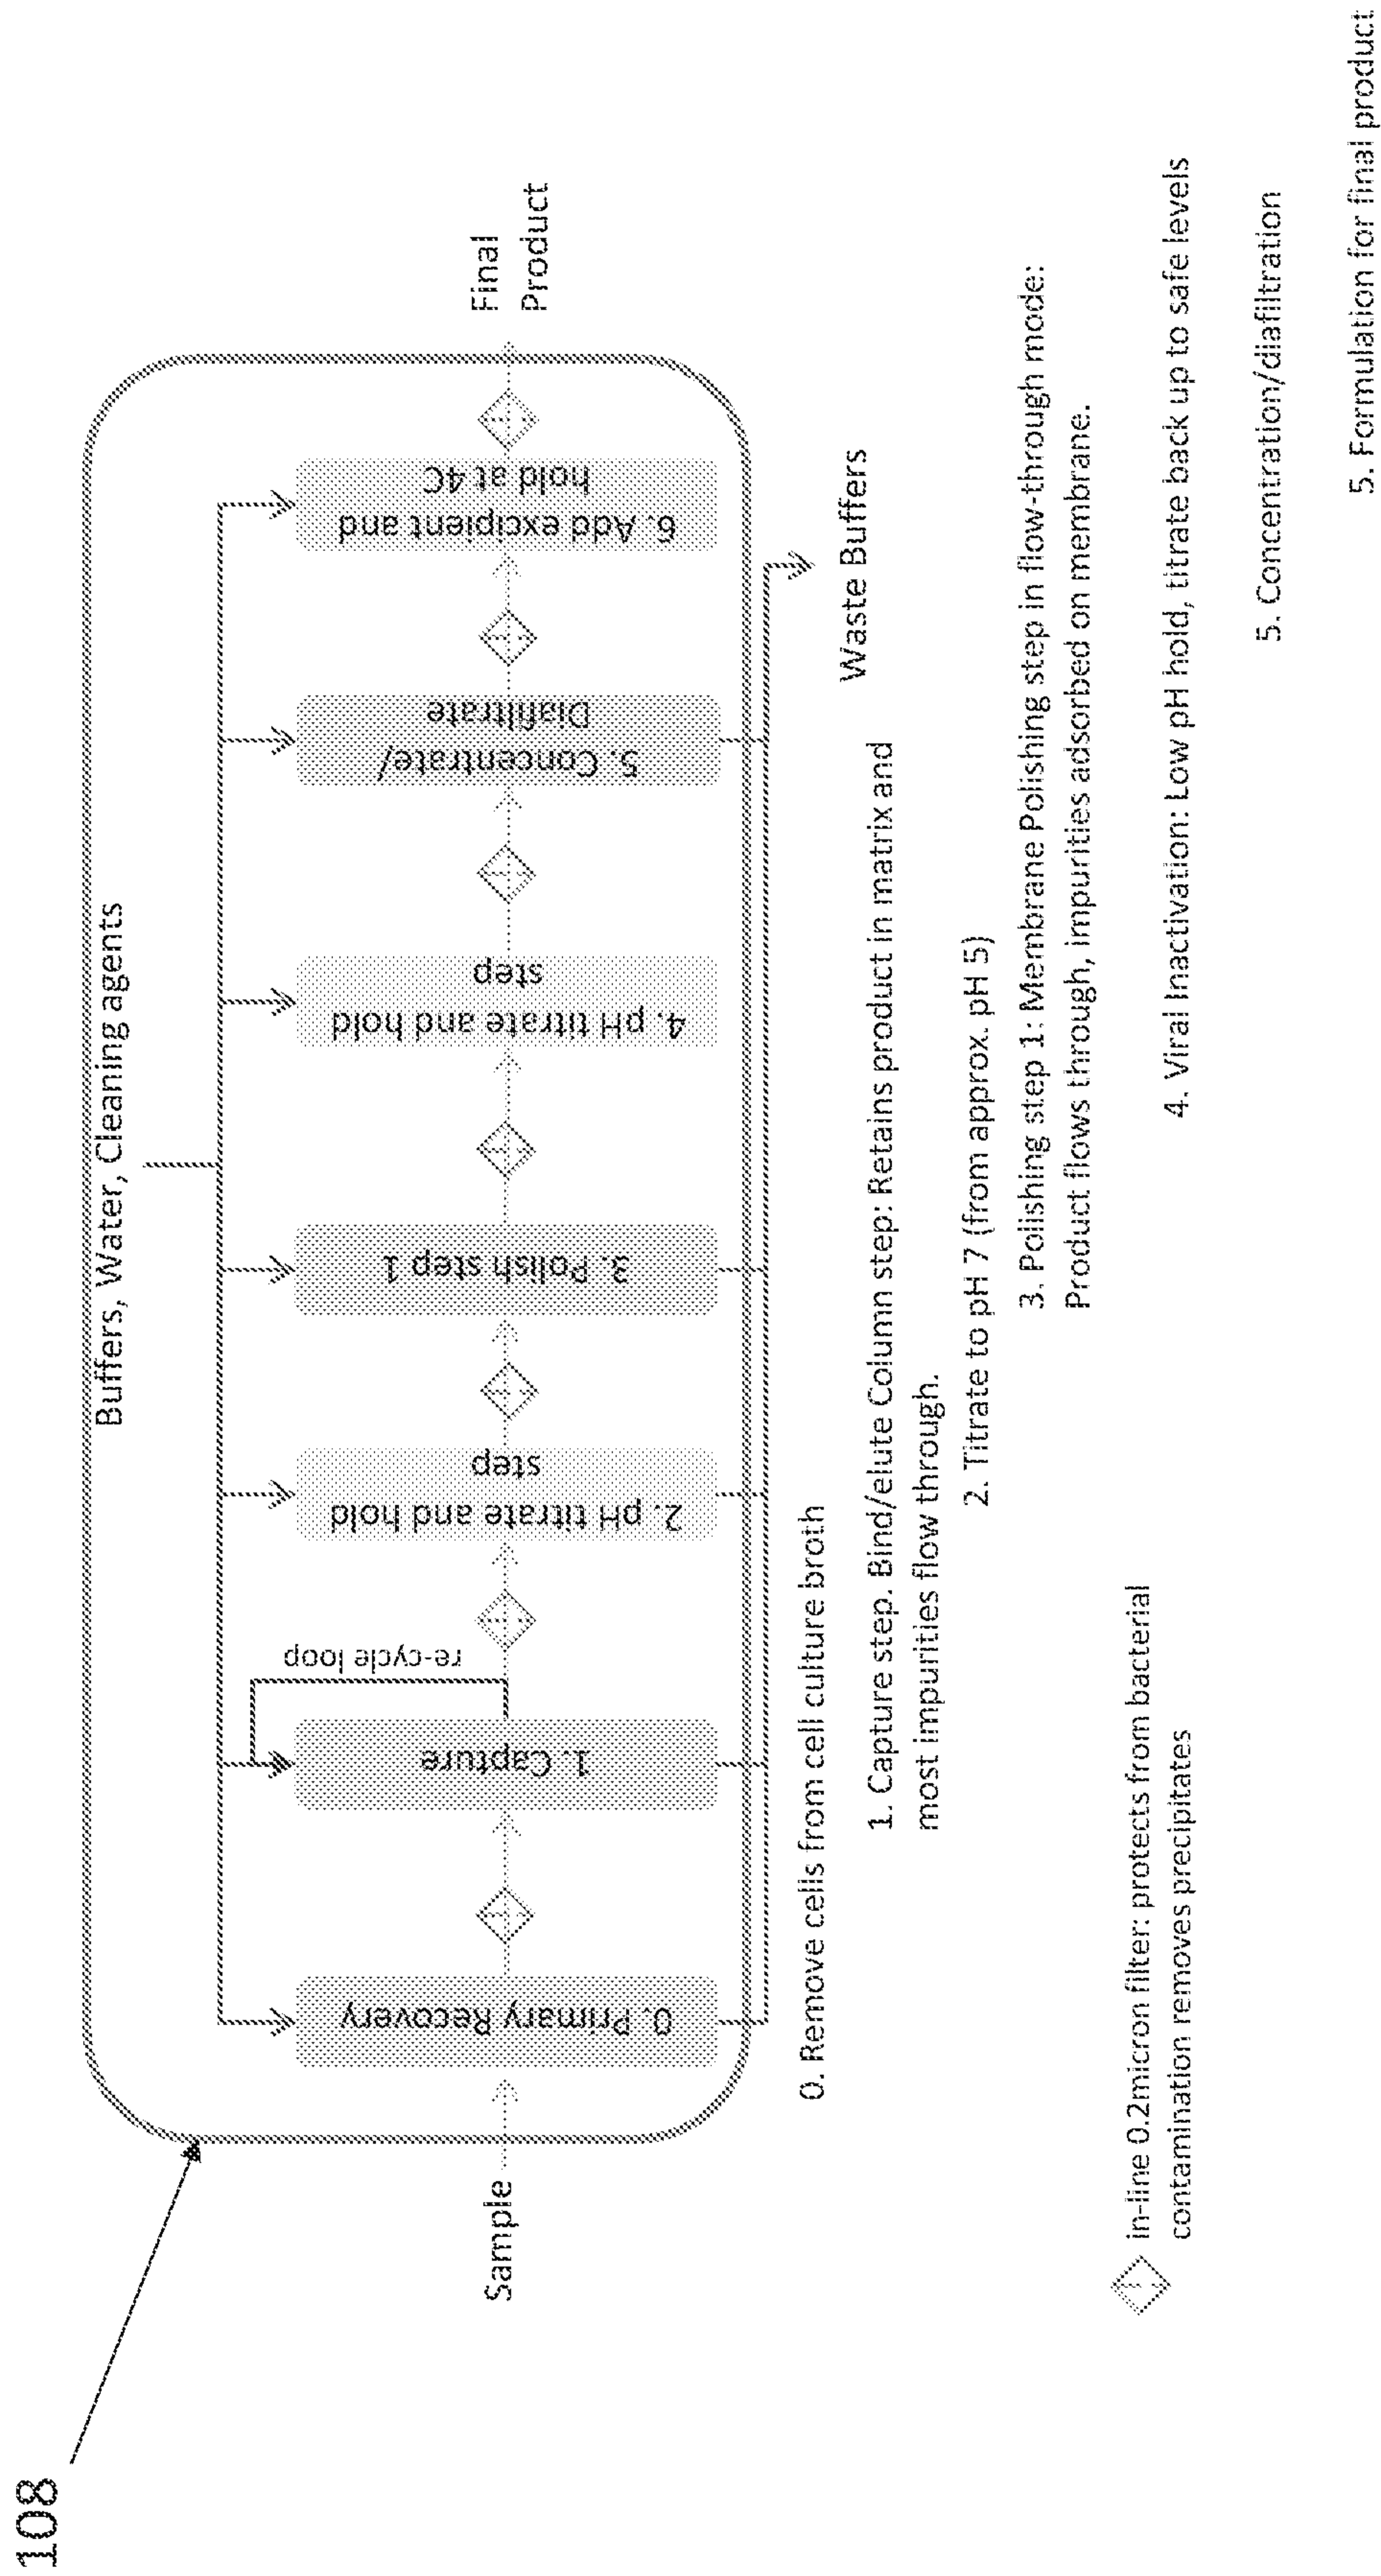 108
Buffers, Water, Cleaning agents
Sample
0. Primary Recovery
1. Capture
re-cycle loop
2. pH titrate and hold
step
3. Polish step 1
4. pH titrate and hold
step
5. Concentrate/
Diafiltrate
6. Add excipient and
hold at 4C
Final
Product
Waste Buffers
0. Remove cells from cell culture broth
1. Capture step. Bind/elute Column step: Retains product in matrix and
most impurities flow through.
2. Titrate to pH 7 (from approx. pH 5)
3. Polishing step 1: Membrane Polishing step in flow-through mode:
Product flows through, impurities adsorbed on membrane.
4. Viral Inactivation: Low pH hold, titrate back up to safe levels
5. Concentration/diafiltration
5. Formulation for final product
in-line 0.2micron filter: protects from bacterial
contamination removes precipitates